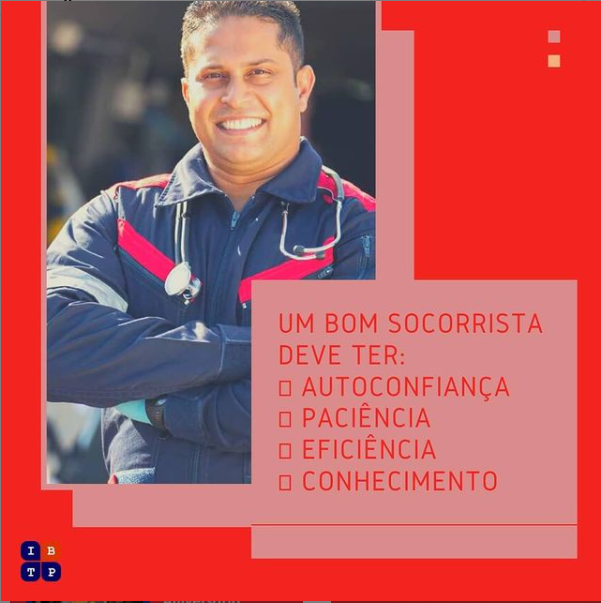 UM BOM SOCORRISTA
DEVE TER:
▯ AUTOCONFIANÇA
▯ PACIÊNCIA
▯ EFICIÊNCIA
▯ CONHECIMENTO
I B
T P